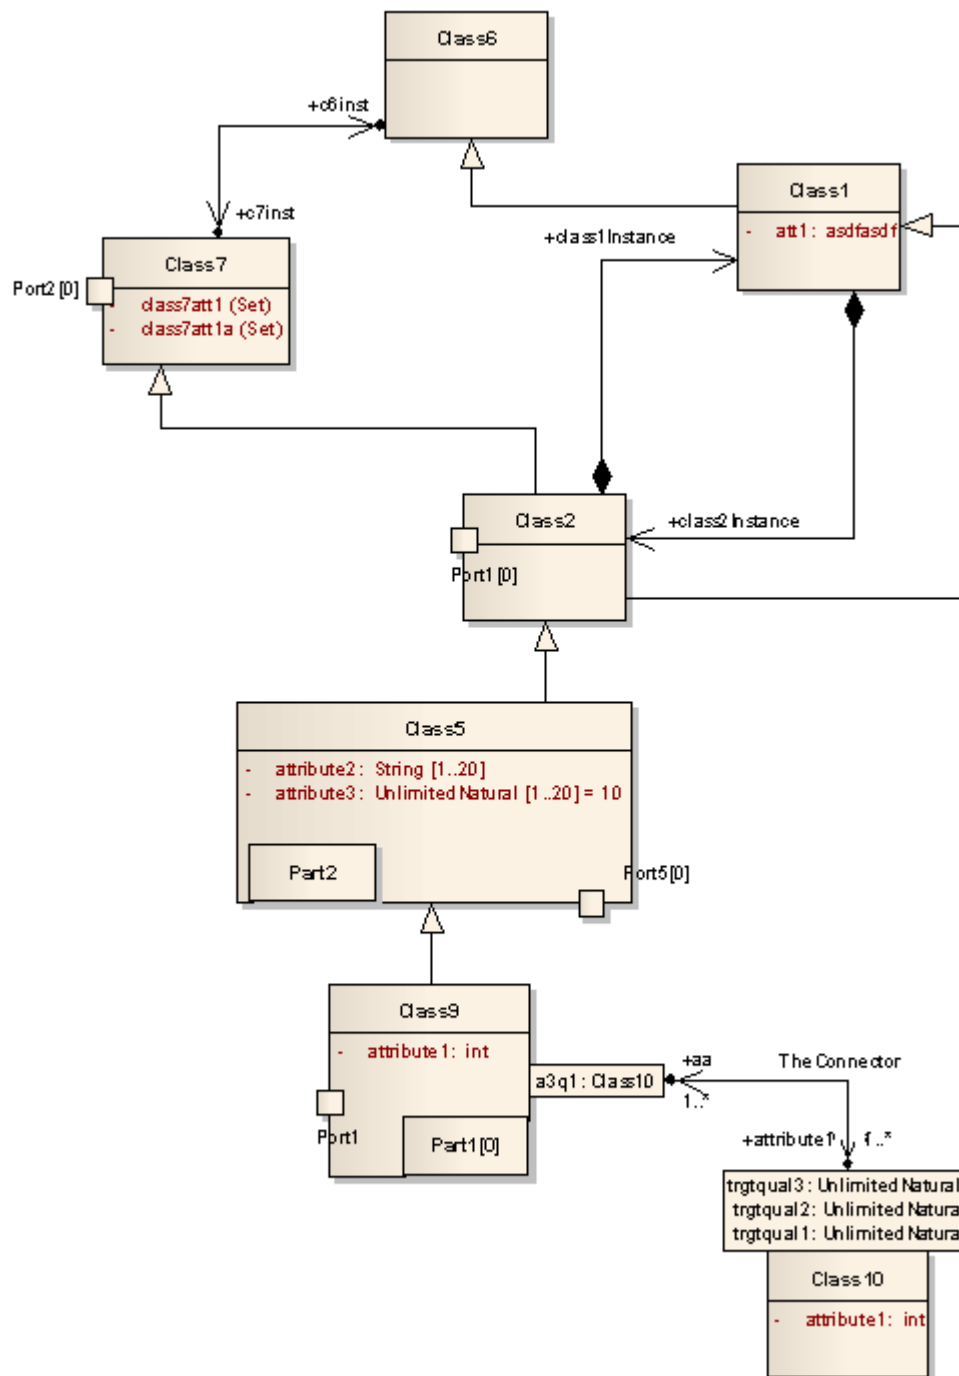 Class6
+c6inst
Class1
- att1: asdfasdf
+c7inst
+class1Instance
Class7
Port2 [0]
- class7att1 (Set)
- class7att1a (Set)
Class2
+class2Instance
Port1 [0]
Class5
- attribute2: String [1..20]
- attribute3: Unlimited Natural [1..20] = 10
Part2
Port5[0]
Class9
- attribute1: int
+aa
The Connector
a3q1 : Class10
1..*
Port1
Part1[0]
+attribute1
1..*
trgtqual3 : Unlimited Natural
trgtqual2 : Unlimited Natura
trgtqual1 : Unlimited Natura
Class10
- attribute1: int